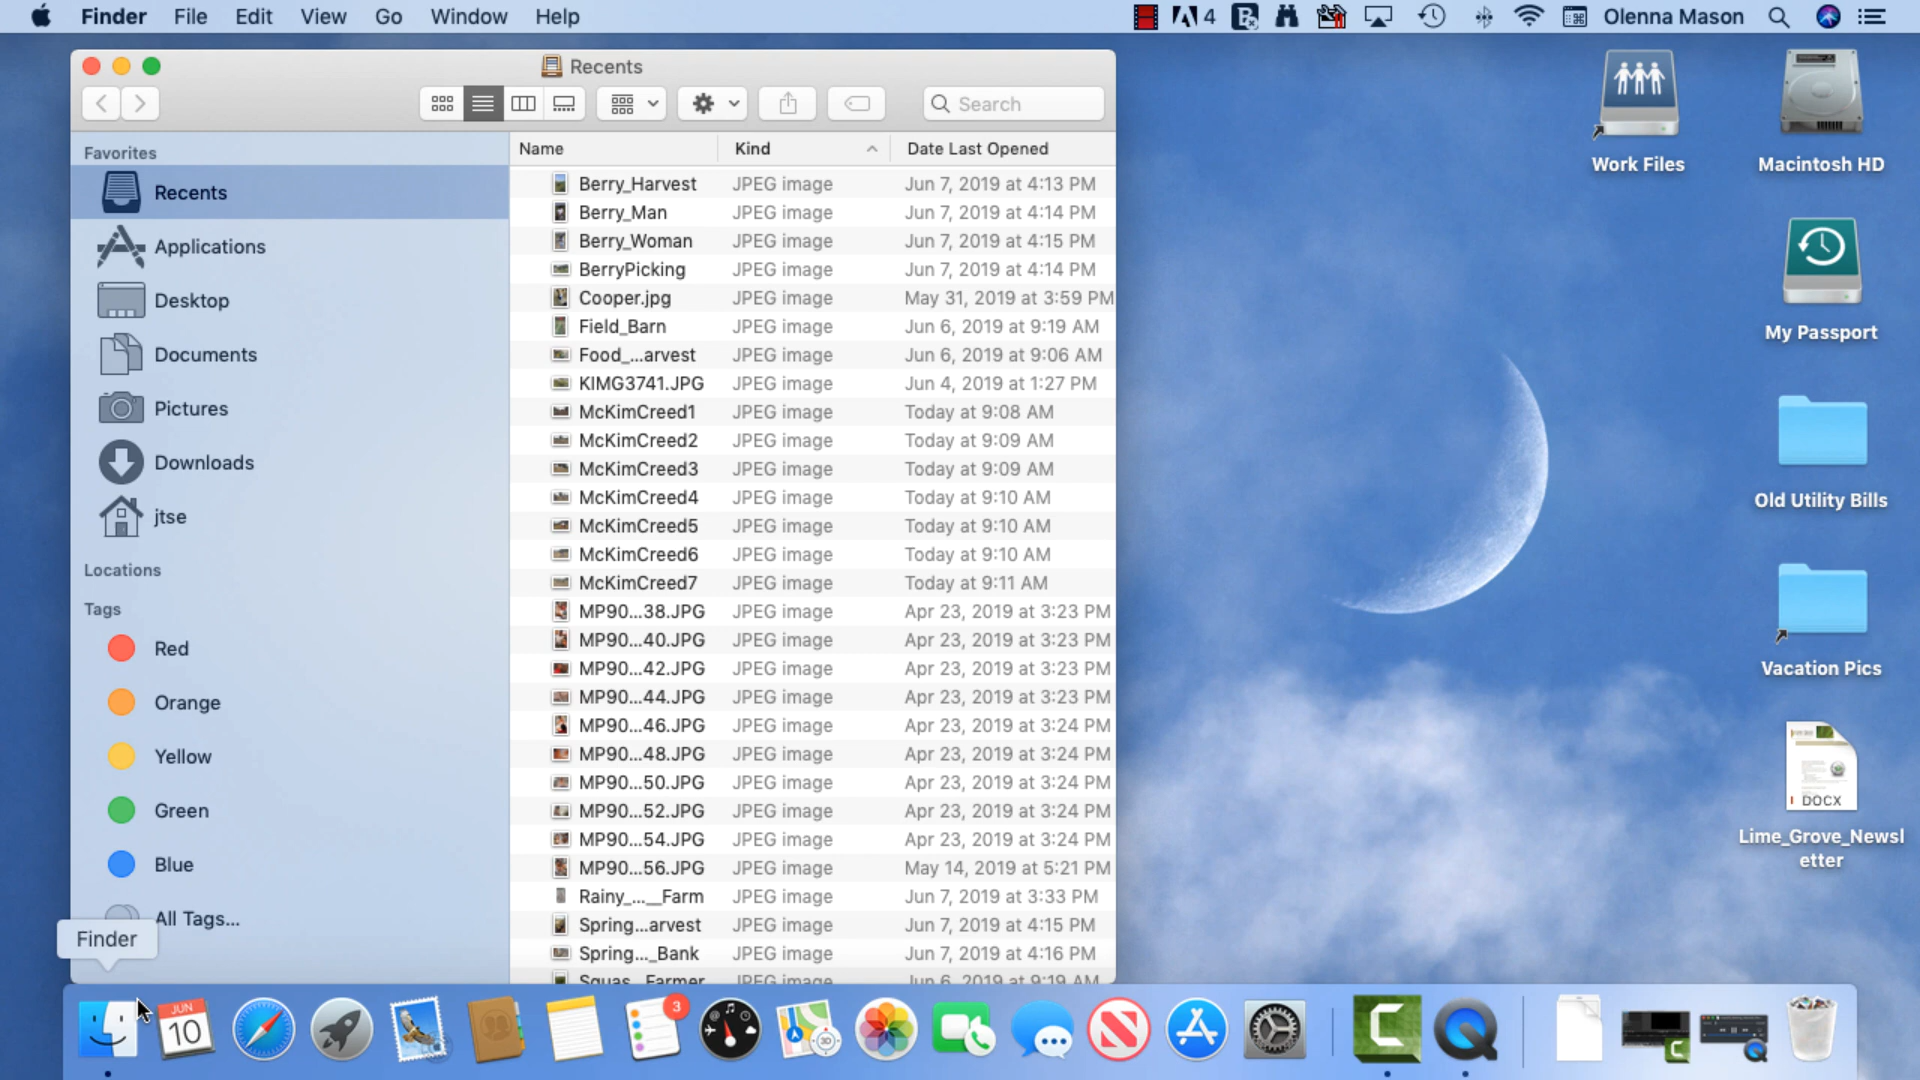 Finder File Edit View Go Window Help 4 Olenna Mason
Recents
Search
Favorites
Recents
Applications
Desktop
Documents
Pictures
Downloads
jtse
Locations
Tags
Red
Orange
Yellow
Green
Blue
All Tags...
Name Kind Date Last Opened
Berry_Harvest JPEG image Jun 7, 2019 at 4:13 PM
Berry_Man JPEG image Jun 7, 2019 at 4:14 PM
Berry_Woman JPEG image Jun 7, 2019 at 4:15 PM
BerryPicking JPEG image Jun 7, 2019 at 4:14 PM
Cooper.jpg JPEG image May 31, 2019 at 3:59 PM
Field_Barn JPEG image Jun 6, 2019 at 9:19 AM
Food_...arvest JPEG image Jun 6, 2019 at 9:06 AM
KIMG3741.JPG JPEG image Jun 4, 2019 at 1:27 PM
McKimCreed1 JPEG image Today at 9:08 AM
McKimCreed2 JPEG image Today at 9:09 AM
McKimCreed3 JPEG image Today at 9:09 AM
McKimCreed4 JPEG image Today at 9:10 AM
McKimCreed5 JPEG image Today at 9:10 AM
McKimCreed6 JPEG image Today at 9:10 AM
McKimCreed7 JPEG image Today at 9:11 AM
MP90...38.JPG JPEG image Apr 23, 2019 at 3:23 PM
MP90...40.JPG JPEG image Apr 23, 2019 at 3:23 PM
MP90...42.JPG JPEG image Apr 23, 2019 at 3:23 PM
MP90...44.JPG JPEG image Apr 23, 2019 at 3:23 PM
MP90...46.JPG JPEG image Apr 23, 2019 at 3:24 PM
MP90...48.JPG JPEG image Apr 23, 2019 at 3:24 PM
MP90...50.JPG JPEG image Apr 23, 2019 at 3:24 PM
MP90...52.JPG JPEG image Apr 23, 2019 at 3:24 PM
MP90...54.JPG JPEG image Apr 23, 2019 at 3:24 PM
MP90...56.JPG JPEG image May 14, 2019 at 5:21 PM
Rainy_...__Farm JPEG image Jun 7, 2019 at 3:33 PM
Spring...arvest JPEG image Jun 7, 2019 at 4:15 PM
Spring..._Bank JPEG image Jun 7, 2019 at 4:16 PM
Squas...Farmer JPEG image Jun 6, 2019 at 9:19 AM
Work Files
Macintosh HD
My Passport
Old Utility Bills
Vacation Pics
DOCX
Lime_Grove_Newsl
etter
Finder
JUN
10
3
3D